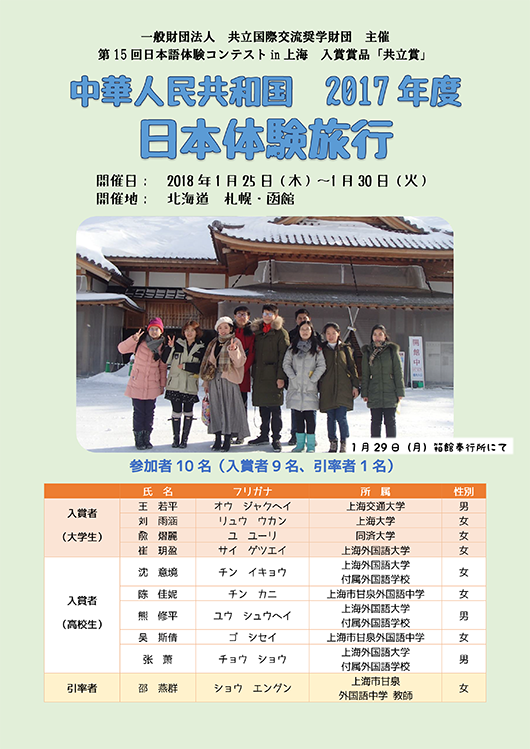 一般財団法人　共立国際交流奨学財団　主催
第15回日本語体験コンテスト in 上海　入賞賞品「共立賞」
中華人民共和国　2017年度
日本体験旅行
開催日：　2018年1月25日（木）～1月30日（火）
開催地：　北海道　札幌・函館
開館中
1月29日（月）箱館奉行所にて
参加者10名（入賞者9名、引率者1名）
氏　名　フリガナ　所　属　性別
入賞者（大学生）
王　若平　オウ　ジャクヘイ　上海交通大学　男
刘　雨涵　リュウ　ウカン　上海大学　女
詹　熠麗　ユ　ユーリ　同済大学　女
崔　玥盈　サイ　ゲツエイ　上海外国語大学　女
入賞者（高校生）
沈　意境　チン　イキョウ　上海外国語大学付属外国語学校　女
陈　佳妮　チン　カニ　上海市甘泉外国語中学　女
熊　修平　ユウ　シュウヘイ　上海外国語大学付属外国語学校　男
吴　斯倩　ゴ　シセイ　上海市甘泉外国語中学　女
张　萧　チョウ　ショウ　上海外国語大学付属外国語学校　男
引率者
邵　燕群　ショウ　エングン　上海市甘泉外国語中学 教師　女